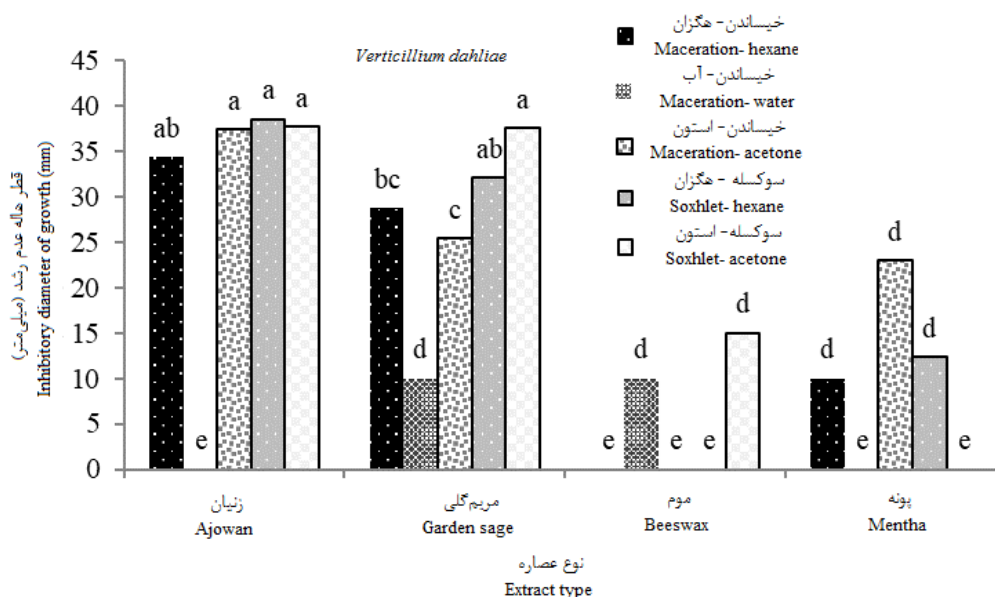 Verticillium dahliae
خیساندن- هگزان
Maceration- hexane
خیساندن- آب
Maceration- water
خیساندن- استون
Maceration- acetone
سوکسله - هگزان
Soxhlet- hexane
سوکسله- استون
Soxhlet- acetone
قطر هاله عدم رشد (میلی‌متر)
Inhibitory diameter of growth (mm)
45
40
35
30
25
20
15
10
5
0
ab e a a a
bc d c ab a
e d e e d
d e d d e
زنیان
Ajowan
مریم‌گلی
Garden sage
موم
Beeswax
پونه
Mentha
نوع عصاره
Extract type